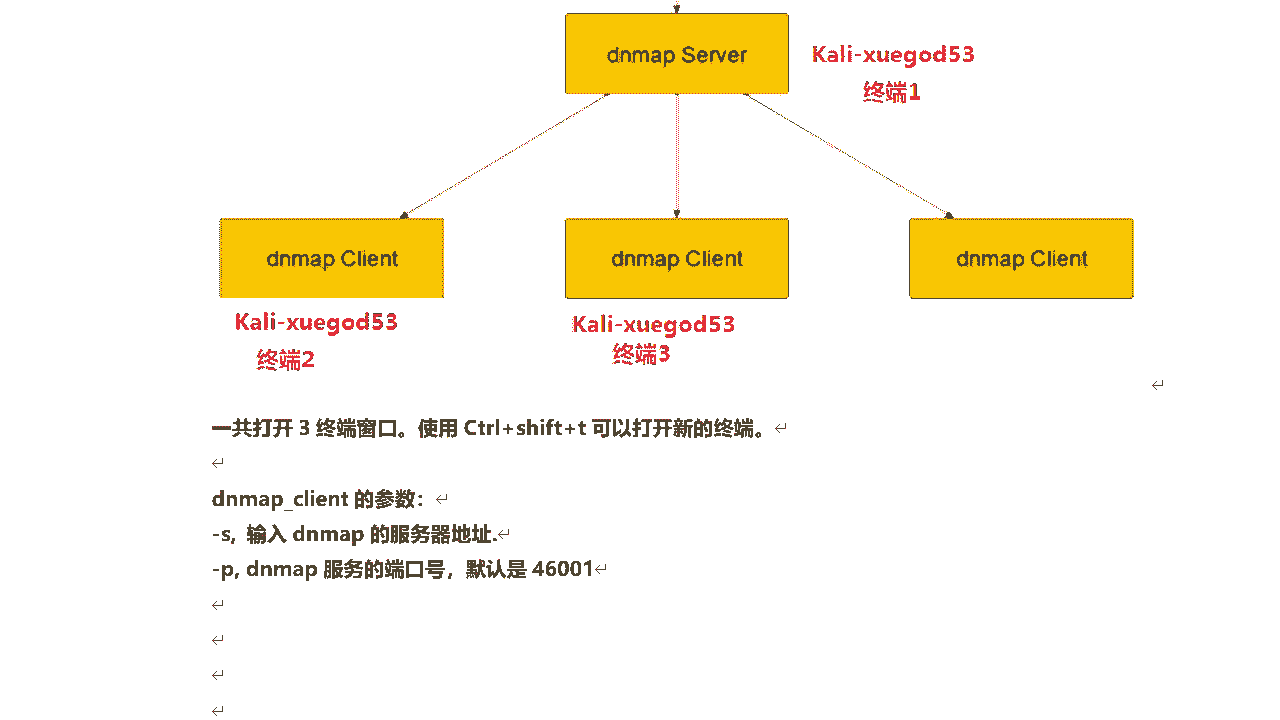 dnmap Server
Kali-xuegod53
终端1
dnmap Client
dnmap Client
dnmap Client
Kali-xuegod53
终端2
Kali-xuegod53
终端3
一共打开 3 终端窗口。使用 Ctrl+shift+t 可以打开新的终端。
dnmap_client 的参数：
-s, 输入 dnmap 的服务器地址.
-p, dnmap 服务的端口号，默认是 46001